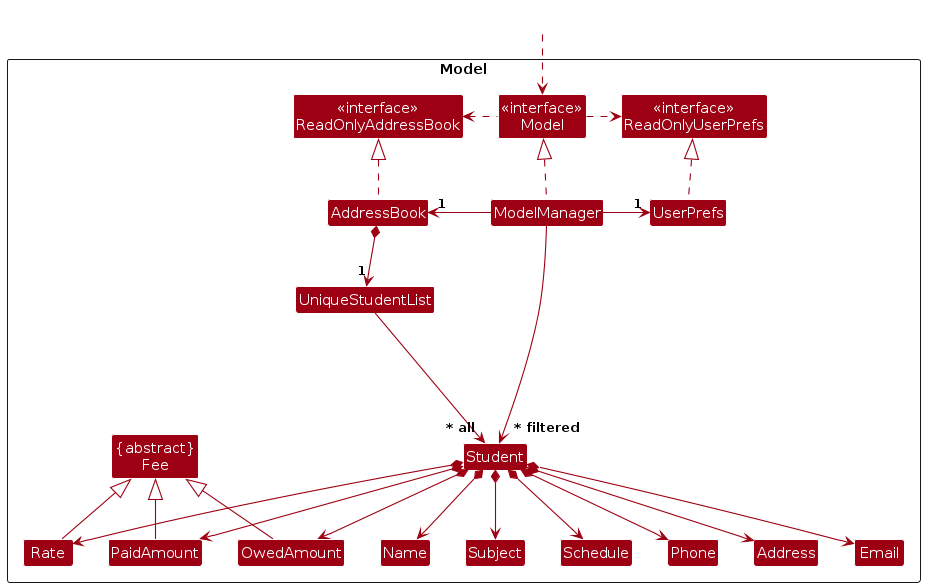 Model
«interface»
ReadOnlyAddressBook
«interface»
Model
«interface»
ReadOnlyUserPrefs
AddressBook
1
ModelManager
1
UserPrefs
1
UniqueStudentList
* all
* filtered
{abstract}
Fee
Student
Rate
PaidAmount
OwedAmount
Name
Subject
Schedule
Phone
Address
Email